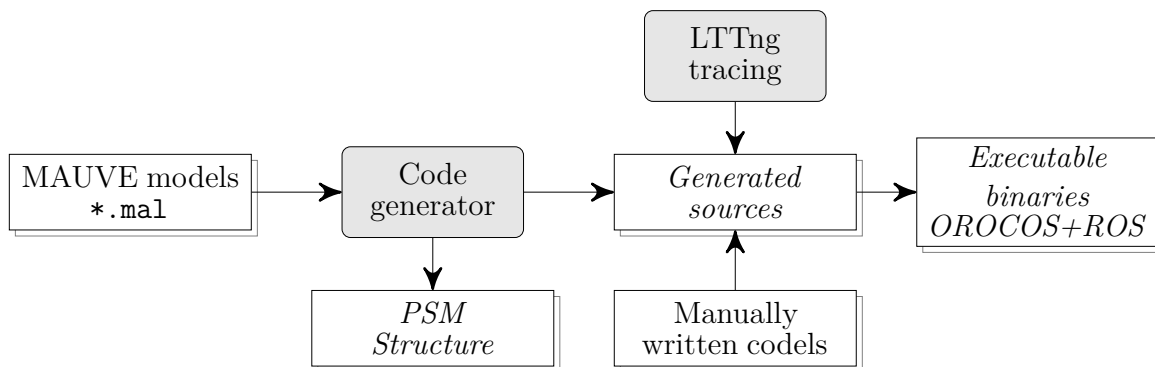 LTTng
tracing
MAUVE models
*.mal
Code
generator
Generated
sources
Executable
binaries
OROCOS+ROS
PSM
Structure
Manually
written codels